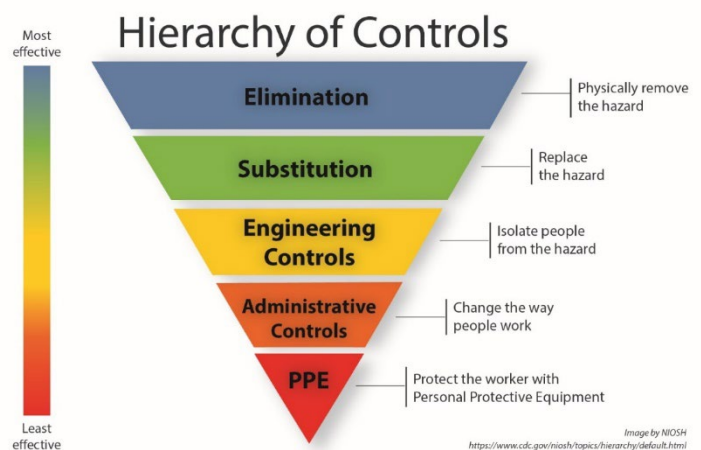 Hierarchy of Controls
Most
effective
Elimination
Physically remove
the hazard
Substitution
Replace
the hazard
Engineering
Controls
Isolate people
from the hazard
Administrative
Controls
Change the way
people work
PPE
Protect the worker with
Personal Protective Equipment
Least
effective
Image by NIOSH
https://www.cdc.gov/niosh/topics/hierarchy/default.html